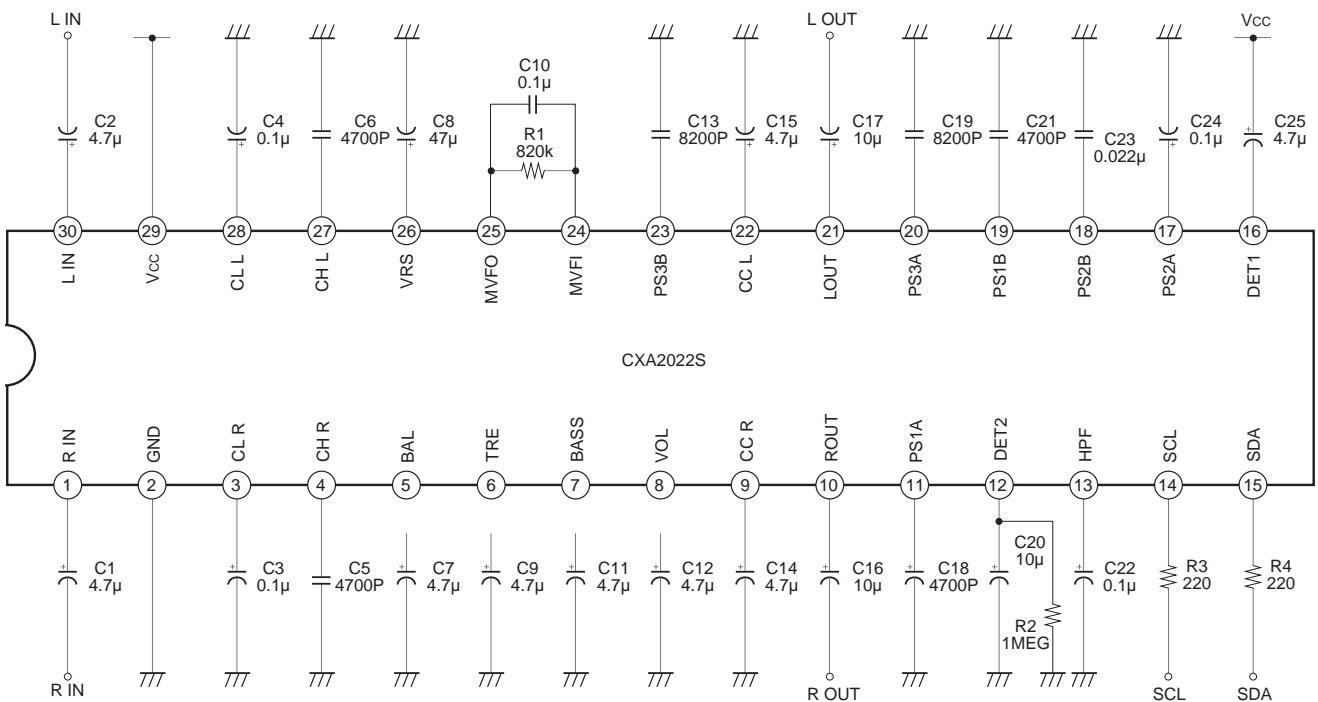 L IN
L OUT
Vcc
C2
4.7µ
C4
0.1µ
C6
4700P
C8
47µ
C10
0.1µ
R1
820k
C13
8200P
C15
4.7µ
C17
10µ
C19
8200P
C21
4700P
C23
0.022µ
C24
0.1µ
C25
4.7µ
30 29 28 27 26 25 24 23 22 21 20 19 18 17 16
L IN
Vcc
CL L
CH L
VRS
MVFO
MVFI
PS3B
CC L
LOUT
PS3A
PS1B
PS2B
PS2A
DET1
CXA2022S
R IN
GND
CL R
CH R
BAL
TRE
BASS
VOL
CC R
ROUT
PS1A
DET2
HPF
SCL
SDA
1 2 3 4 5 6 7 8 9 10 11 12 13 14 15
C1
4.7µ
C3
0.1µ
C5
4700P
C7
4.7µ
C9
4.7µ
C11
4.7µ
C12
4.7µ
C14
4.7µ
C16
10µ
C18
4700P
C20
10µ
R2
1MEG
C22
0.1µ
R3
220
R4
220
R IN
R OUT
SCL
SDA